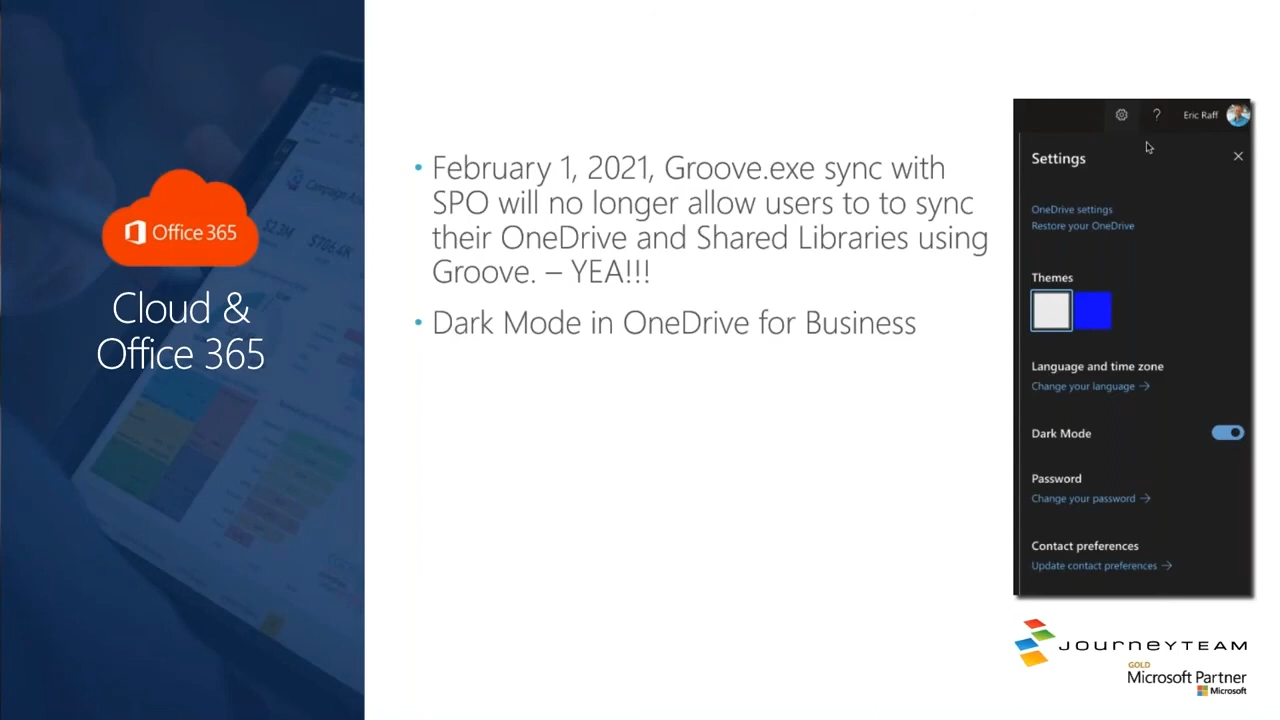 Office 365
Cloud &
Office 365
• February 1, 2021, Groove.exe sync with
SPO will no longer allow users to to sync
their OneDrive and Shared Libraries using
Groove. – YEA!!!
• Dark Mode in OneDrive for Business
? Eric Raff
Settings
OneDrive settings
Restore your OneDrive
Themes
Language and time zone
Change your language →
Dark Mode
Password
Change your password →
Contact preferences
Update contact preferences →
JOURNEYTEAM
GOLD
Microsoft Partner
Microsoft